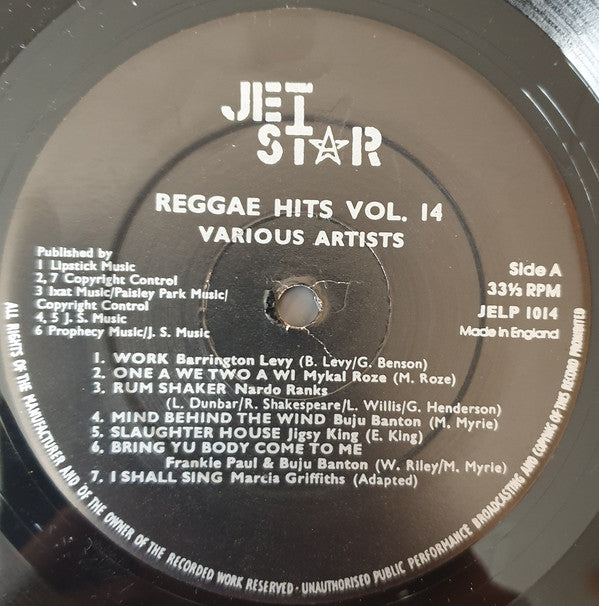 JET
STAR
REGGAE HITS VOL. 14
VARIOUS ARTISTS
Published by
1 Lipstick Music
2, 7 Copyright Control
3 Ixat Music/Paisley Park Music/
Copyright Control
4, 5 J. S. Music
6 Prophecy Music/J. S. Music
Side A
33⅓ RPM
JELP 1014
Made in England
1. WORK Barrington Levy (B. Levy/G. Benson)
2. ONE A WE TWO A WI Mykal Roze (M. Roze)
3. RUM SHAKER Nardo Ranks
(L. Dunbar/R. Shakespeare/L. Willis/G. Henderson)
4. MIND BEHIND THE WIND Buju Banton (M. Myrie)
5. SLAUGHTER HOUSE Jigsy King (E. King)
6. BRING YU BODY COME TO ME
Frankie Paul & Buju Banton (W. Riley/M. Myrie)
7. I SHALL SING Marcia Griffiths (Adapted)
ALL RIGHTS OF THE MANUFACTURER AND OF THE OWNER OF THE RECORDED WORK RESERVED · UNAUTHORISED PUBLIC PERFORMANCE BROADCASTING AND COPYING OF THIS RECORD PROHIBITED